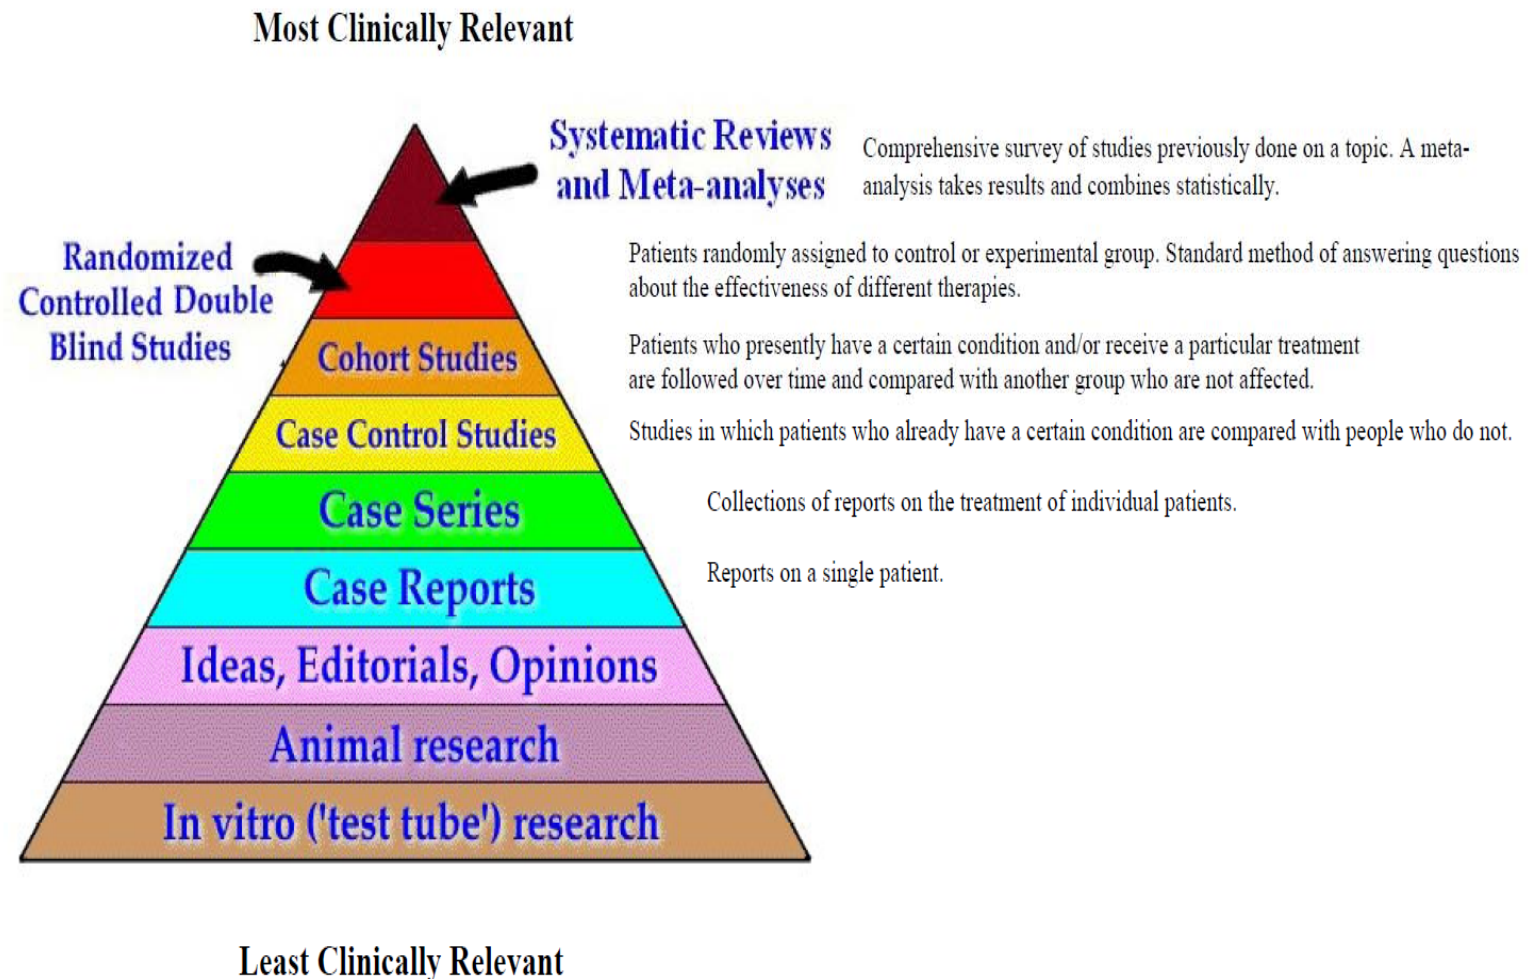 Most Clinically Relevant
Systematic Reviews
and Meta-analyses
Comprehensive survey of studies previously done on a topic. A meta-
analysis takes results and combines statistically.
Randomized
Controlled Double
Blind Studies
Patients randomly assigned to control or experimental group. Standard method of answering questions
about the effectiveness of different therapies.
Cohort Studies
Patients who presently have a certain condition and/or receive a particular treatment
are followed over time and compared with another group who are not affected.
Case Control Studies
Studies in which patients who already have a certain condition are compared with people who do not.
Case Series
Collections of reports on the treatment of individual patients.
Case Reports
Reports on a single patient.
Ideas, Editorials, Opinions
Animal research
In vitro ('test tube') research
Least Clinically Relevant